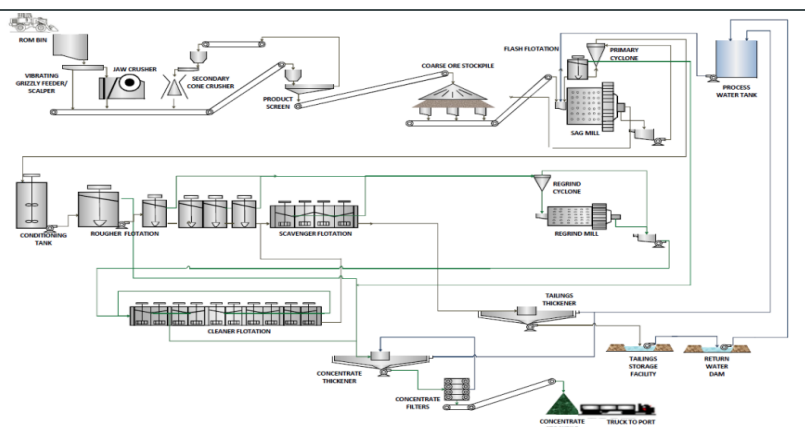 ROM BIN
VIBRATING
GRIZZLY FEEDER/
SCALPER
JAW CRUSHER
SECONDARY
CONE CRUSHER
PRODUCT
SCREEN
COARSE ORE STOCKPILE
FLASH FLOTATION
PRIMARY
CYCLONE
SAG MILL
PROCESS
WATER TANK
CONDITIONING
TANK
ROUGHER FLOTATION
SCAVENGER FLOTATION
REGRIND
CYCLONE
REGRIND MILL
CLEANER FLOTATION
TAILINGS
THICKENER
CONCENTRATE
THICKENER
CONCENTRATE
FILTERS
TAILINGS
STORAGE
FACILITY
RETURN
WATER
DAM
CONCENTRATE
TRUCK TO PORT